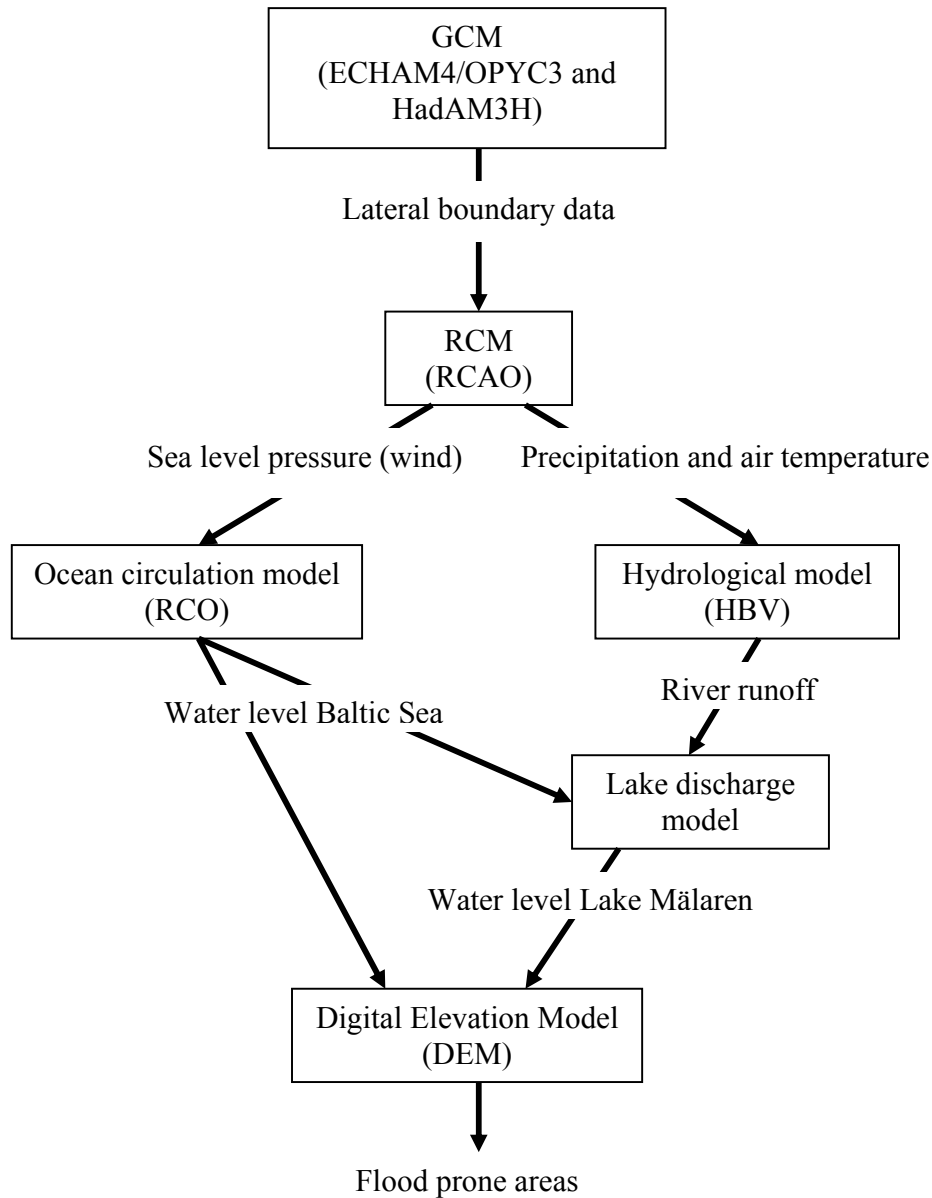 GCM
(ECHAM4/OPYC3 and
HadAM3H)
Lateral boundary data
RCM
(RCAO)
Sea level pressure (wind)
Precipitation and air temperature
Ocean circulation model
(RCO)
Hydrological model
(HBV)
River runoff
Water level Baltic Sea
Lake discharge
model
Water level Lake Mälaren
Digital Elevation Model
(DEM)
Flood prone areas